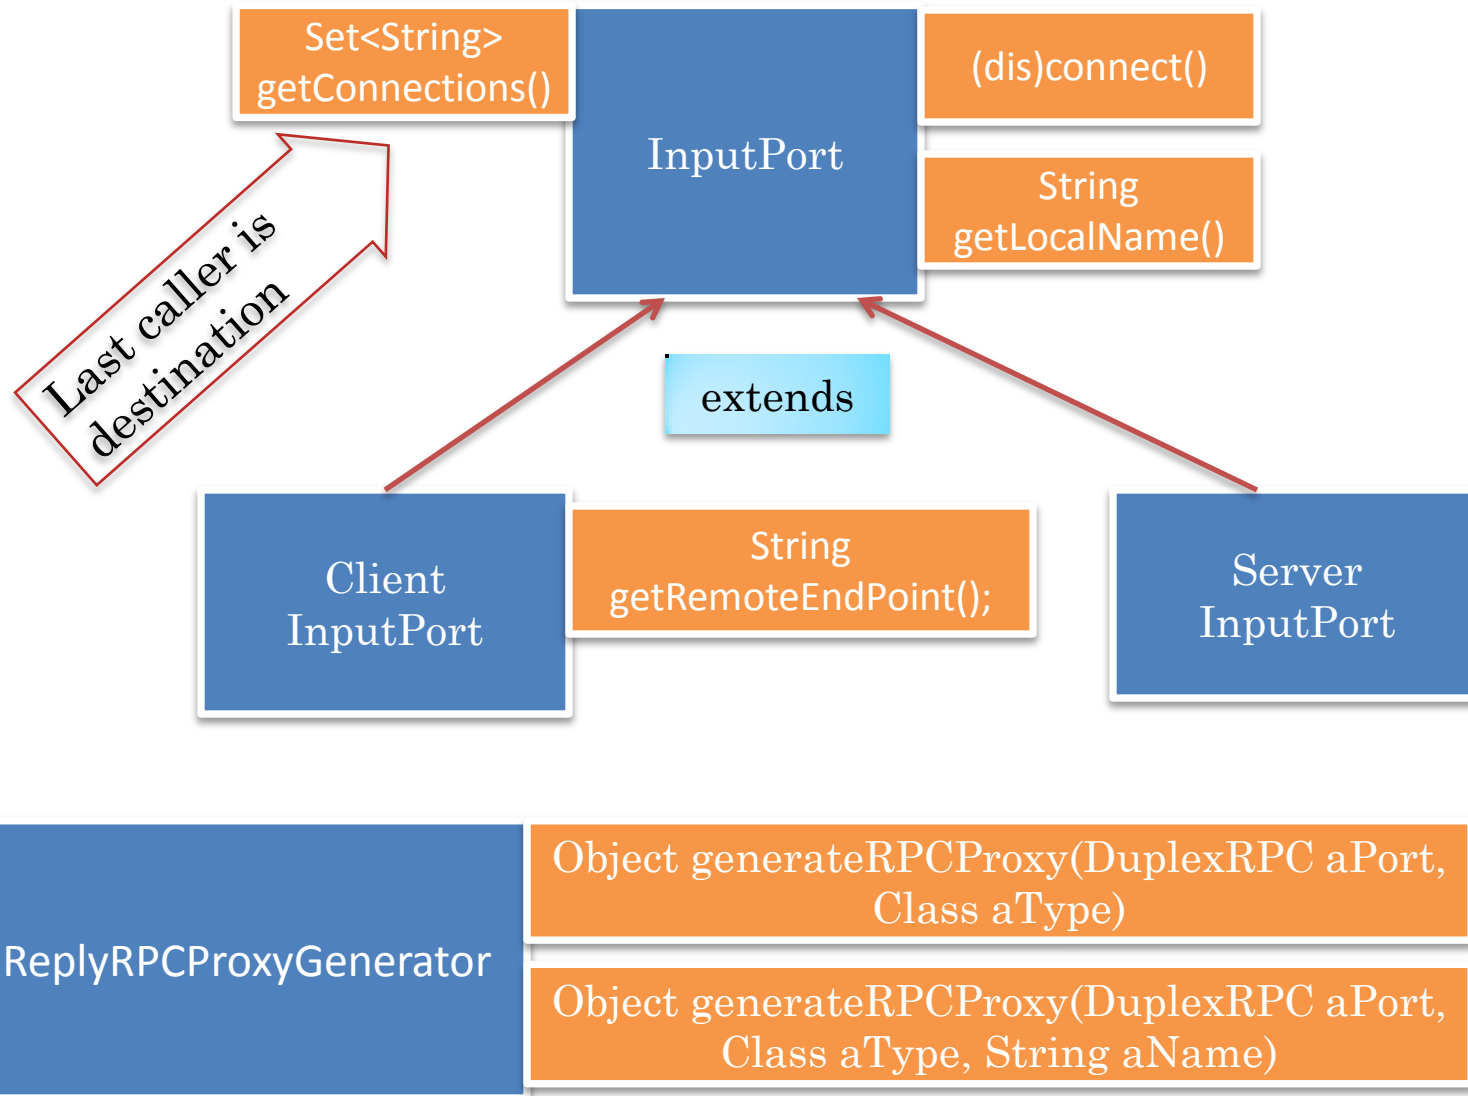 Set<String>
getConnections()
InputPort
(dis)connect()
String
getLocalName()
Last caller is
destination
extends
Client
InputPort
String
getRemoteEndPoint();
Server
InputPort
ReplyRPCProxyGenerator
Object generateRPCProxy(DuplexRPC aPort,
Class aType)
Object generateRPCProxy(DuplexRPC aPort,
Class aType, String aName)